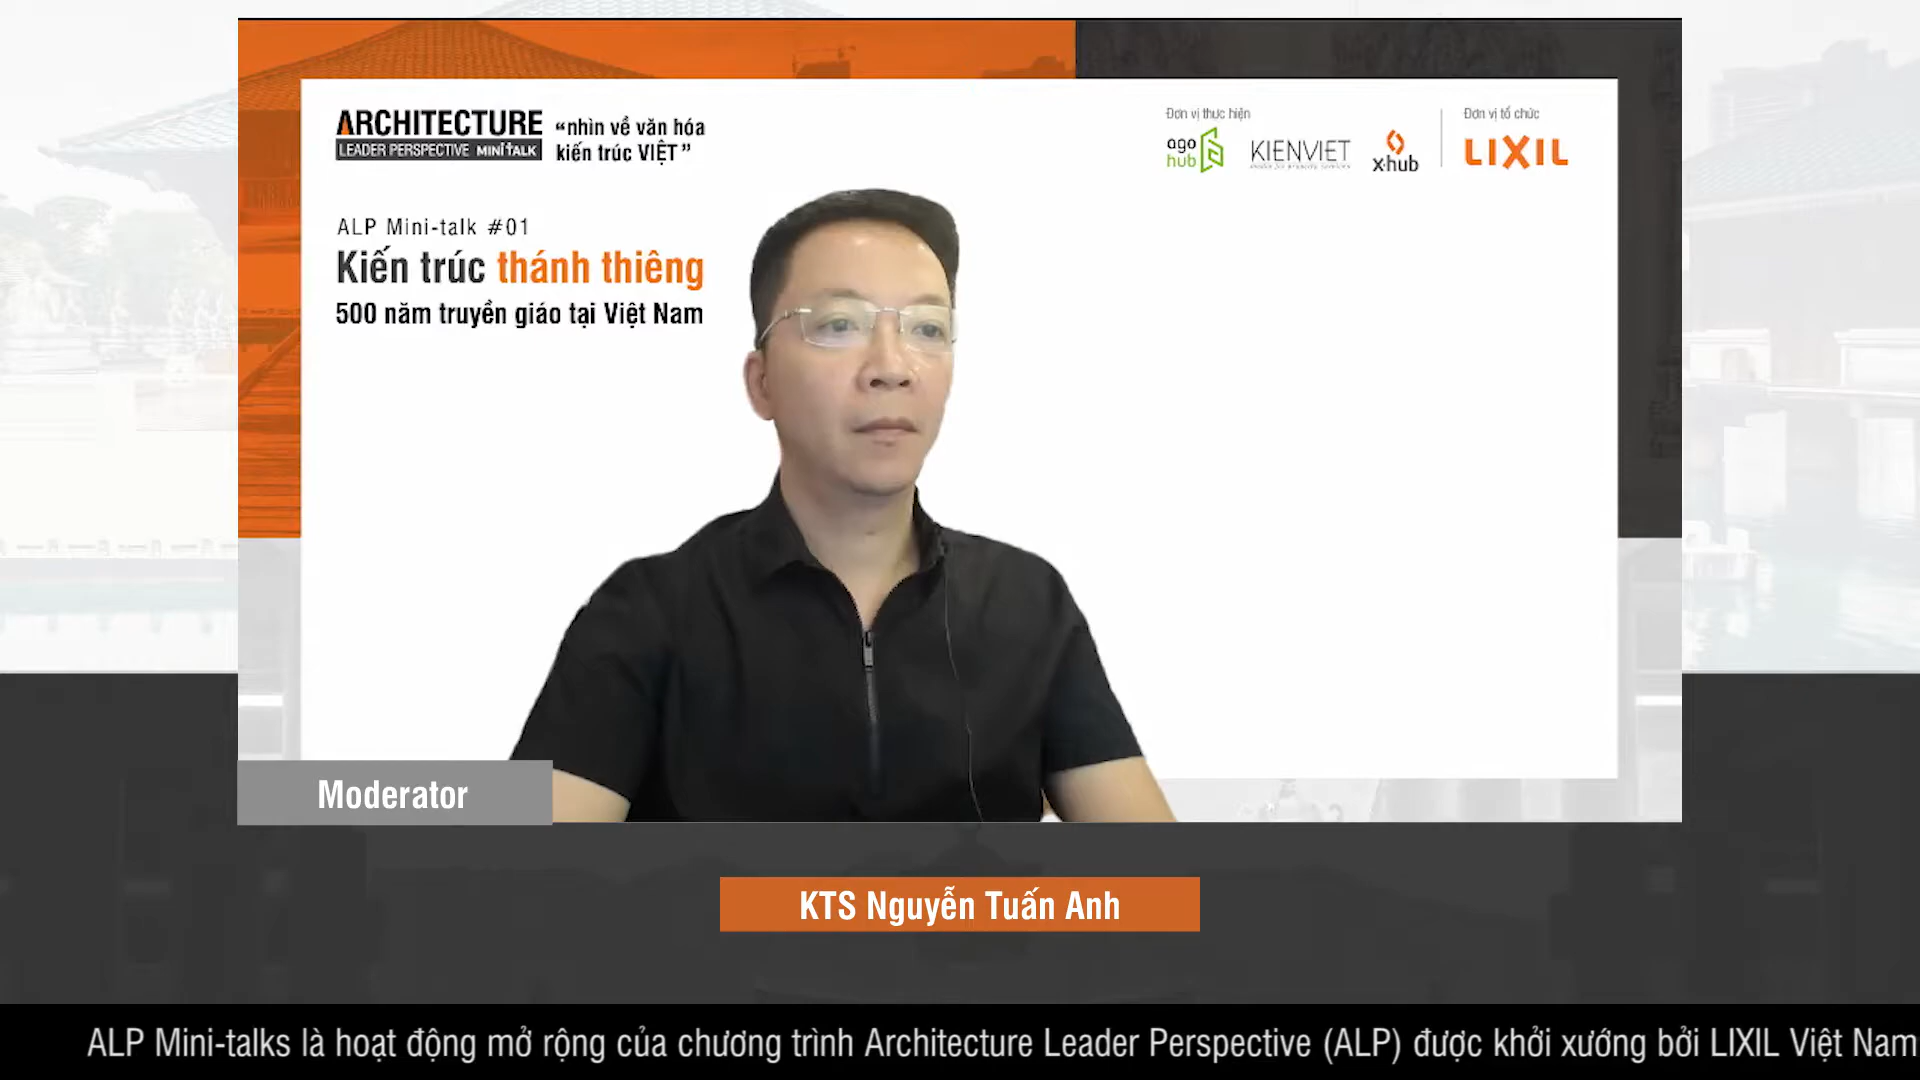 ARCHITECTURE
LEADER PERSPECTIVE MINITALK
“nhìn về văn hóa
kiến trúc VIỆT”
Đơn vị thực hiện
ago
hub
KIENVIET
x·hub
Đơn vị tổ chức
LIXIL
ALP Mini-talk #01
Kiến trúc thánh thiêng
500 năm truyền giáo tại Việt Nam
Moderator
KTS Nguyễn Tuấn Anh
ALP Mini-talks là hoạt động mở rộng của chương trình Architecture Leader Perspective (ALP) được khởi xướng bởi LIXIL Việt Nam